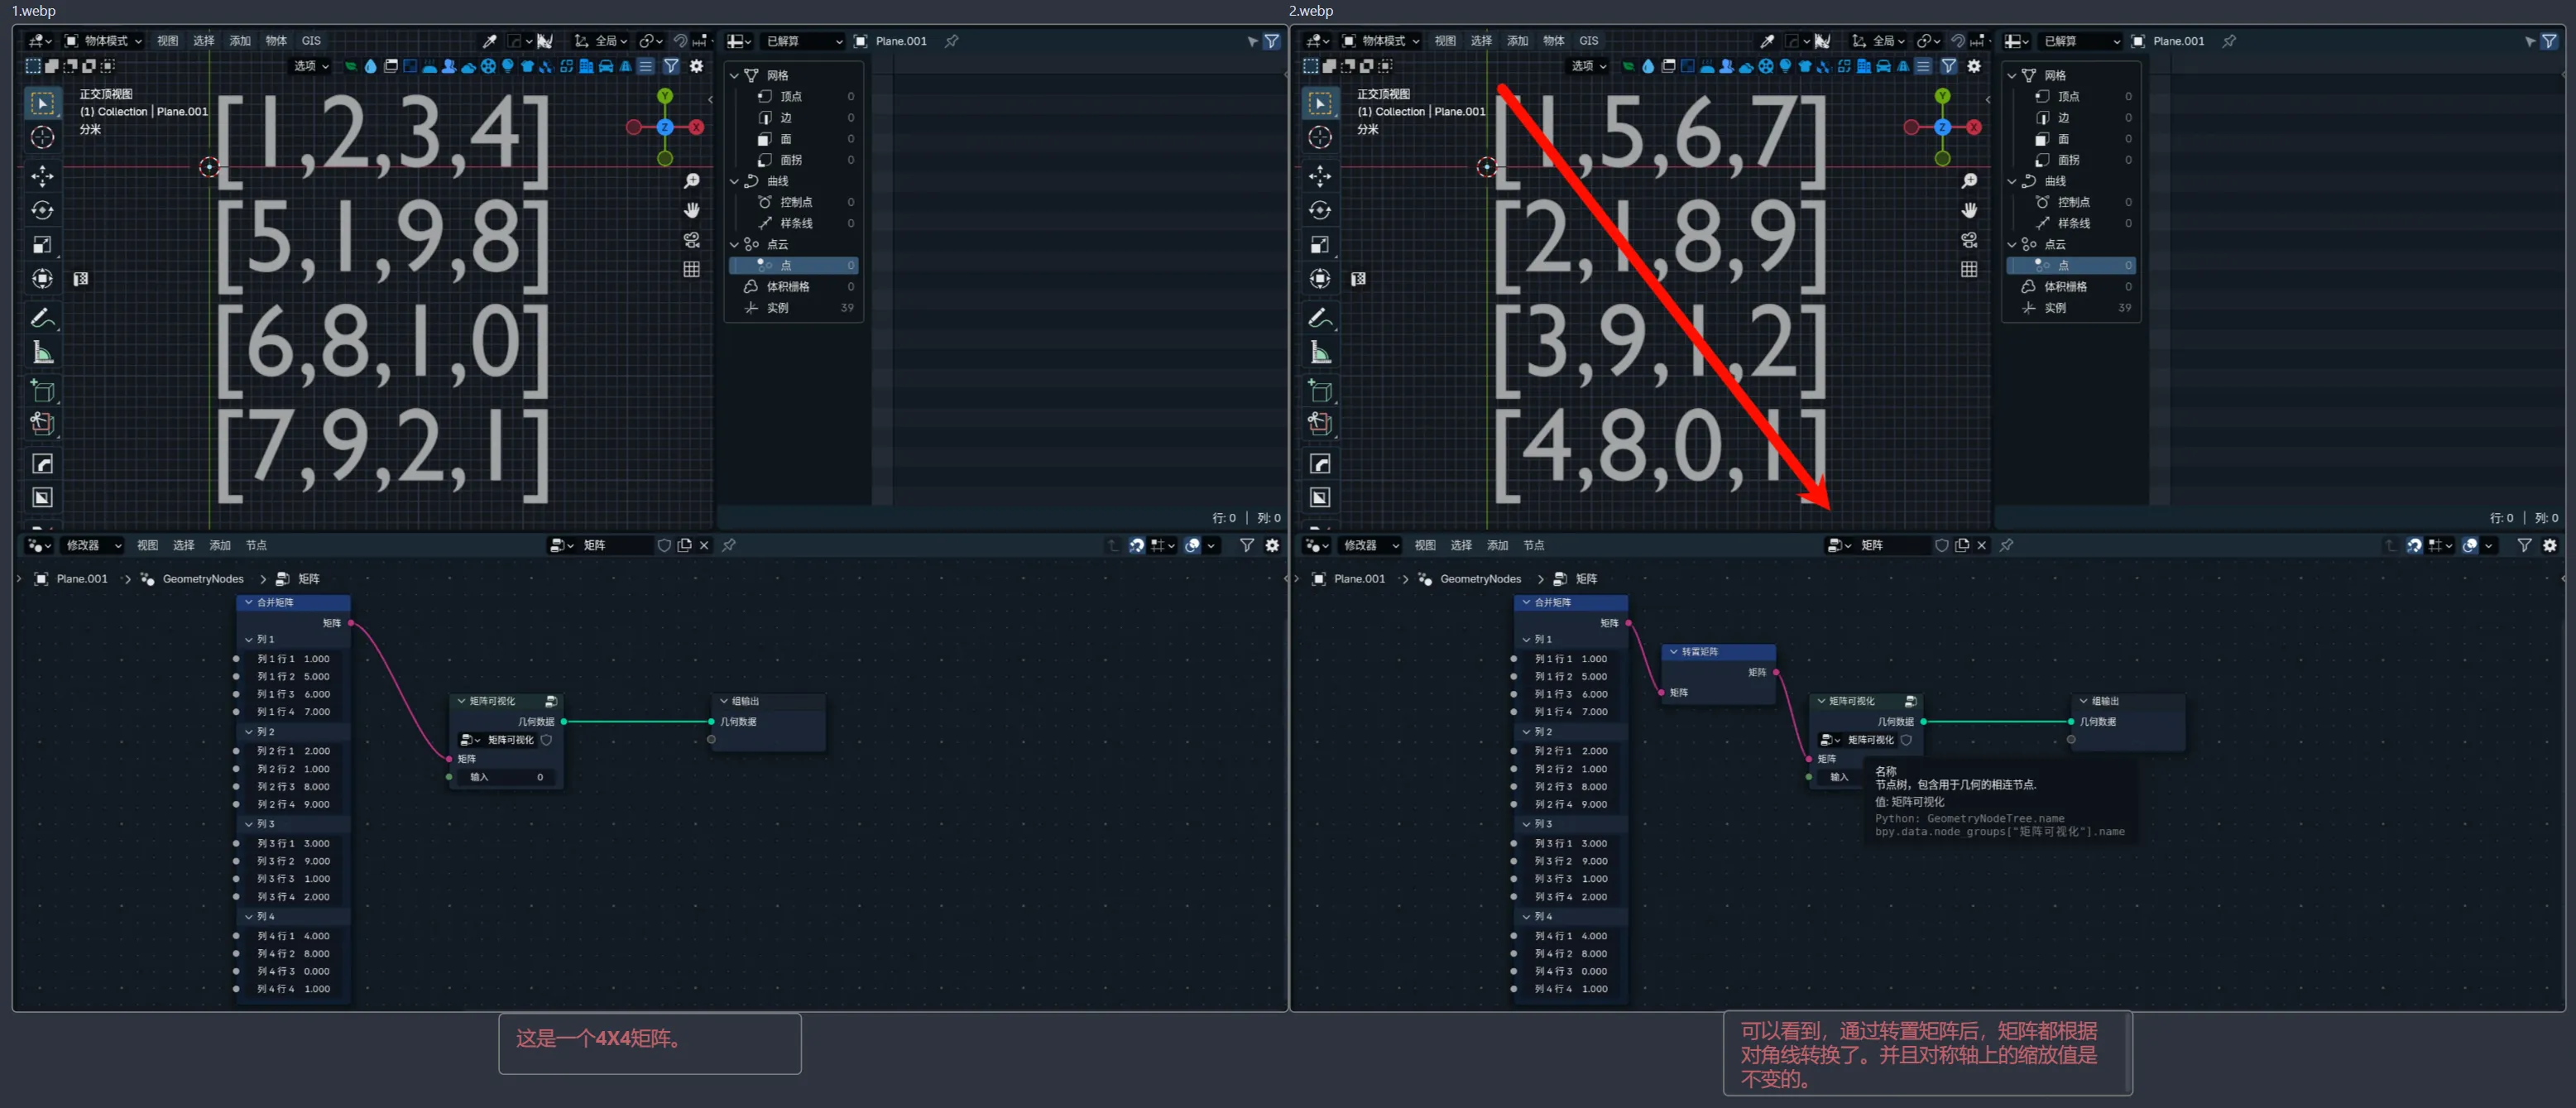 1.webp
物体模式 视图 选择 添加 物体 GIS
全局
已解算
Plane.001
选项
正交顶视图
(1) Collection | Plane.001
分米
[1,2,3,4]
[5,1,9,8]
[6,8,1,0]
[7,9,2,1]
Y
Z
X
网格
顶点 0
边 0
面 0
面拐 0
曲线
控制点 0
样条线 0
点云
点 0
体积栅格 0
实例 39
行: 0 | 列: 0
修改器 视图 选择 添加 节点
矩阵
Plane.001 > GeometryNodes > 矩阵
合并矩阵
矩阵
列 1
列 1 行 1 1.000
列 1 行 2 5.000
列 1 行 3 6.000
列 1 行 4 7.000
列 2
列 2 行 1 2.000
列 2 行 2 1.000
列 2 行 3 8.000
列 2 行 4 9.000
列 3
列 3 行 1 3.000
列 3 行 2 9.000
列 3 行 3 1.000
列 3 行 4 2.000
列 4
列 4 行 1 4.000
列 4 行 2 8.000
列 4 行 3 0.000
列 4 行 4 1.000
矩阵可视化
几何数据
矩阵可视化
矩阵
输入 0
组输出
几何数据
这是一个4X4矩阵。
2.webp
物体模式 视图 选择 添加 物体 GIS
全局
已解算
Plane.001
选项
正交顶视图
(1) Collection | Plane.001
分米
[1,5,6,7]
[2,1,8,9]
[3,9,1,2]
[4,8,0,1]
Y
Z
X
网格
顶点 0
边 0
面 0
面拐 0
曲线
控制点 0
样条线 0
点云
点 0
体积栅格 0
实例 39
行: 0 | 列: 0
修改器 视图 选择 添加 节点
矩阵
Plane.001 > GeometryNodes > 矩阵
合并矩阵
矩阵
列 1
列 1 行 1 1.000
列 1 行 2 5.000
列 1 行 3 6.000
列 1 行 4 7.000
列 2
列 2 行 1 2.000
列 2 行 2 1.000
列 2 行 3 8.000
列 2 行 4 9.000
列 3
列 3 行 1 3.000
列 3 行 2 9.000
列 3 行 3 1.000
列 3 行 4 2.000
列 4
列 4 行 1 4.000
列 4 行 2 8.000
列 4 行 3 0.000
列 4 行 4 1.000
转置矩阵
矩阵
矩阵
矩阵可视化
几何数据
矩阵可视化
矩阵
输入
组输出
几何数据
名称
节点树，包含用于几何的相连节点.
值: 矩阵可视化
Python: GeometryNodeTree.name
bpy.data.node_groups["矩阵可视化"].name
可以看到，通过转置矩阵后，矩阵都根据
对角线转换了。并且对称轴上的缩放值是
不变的。